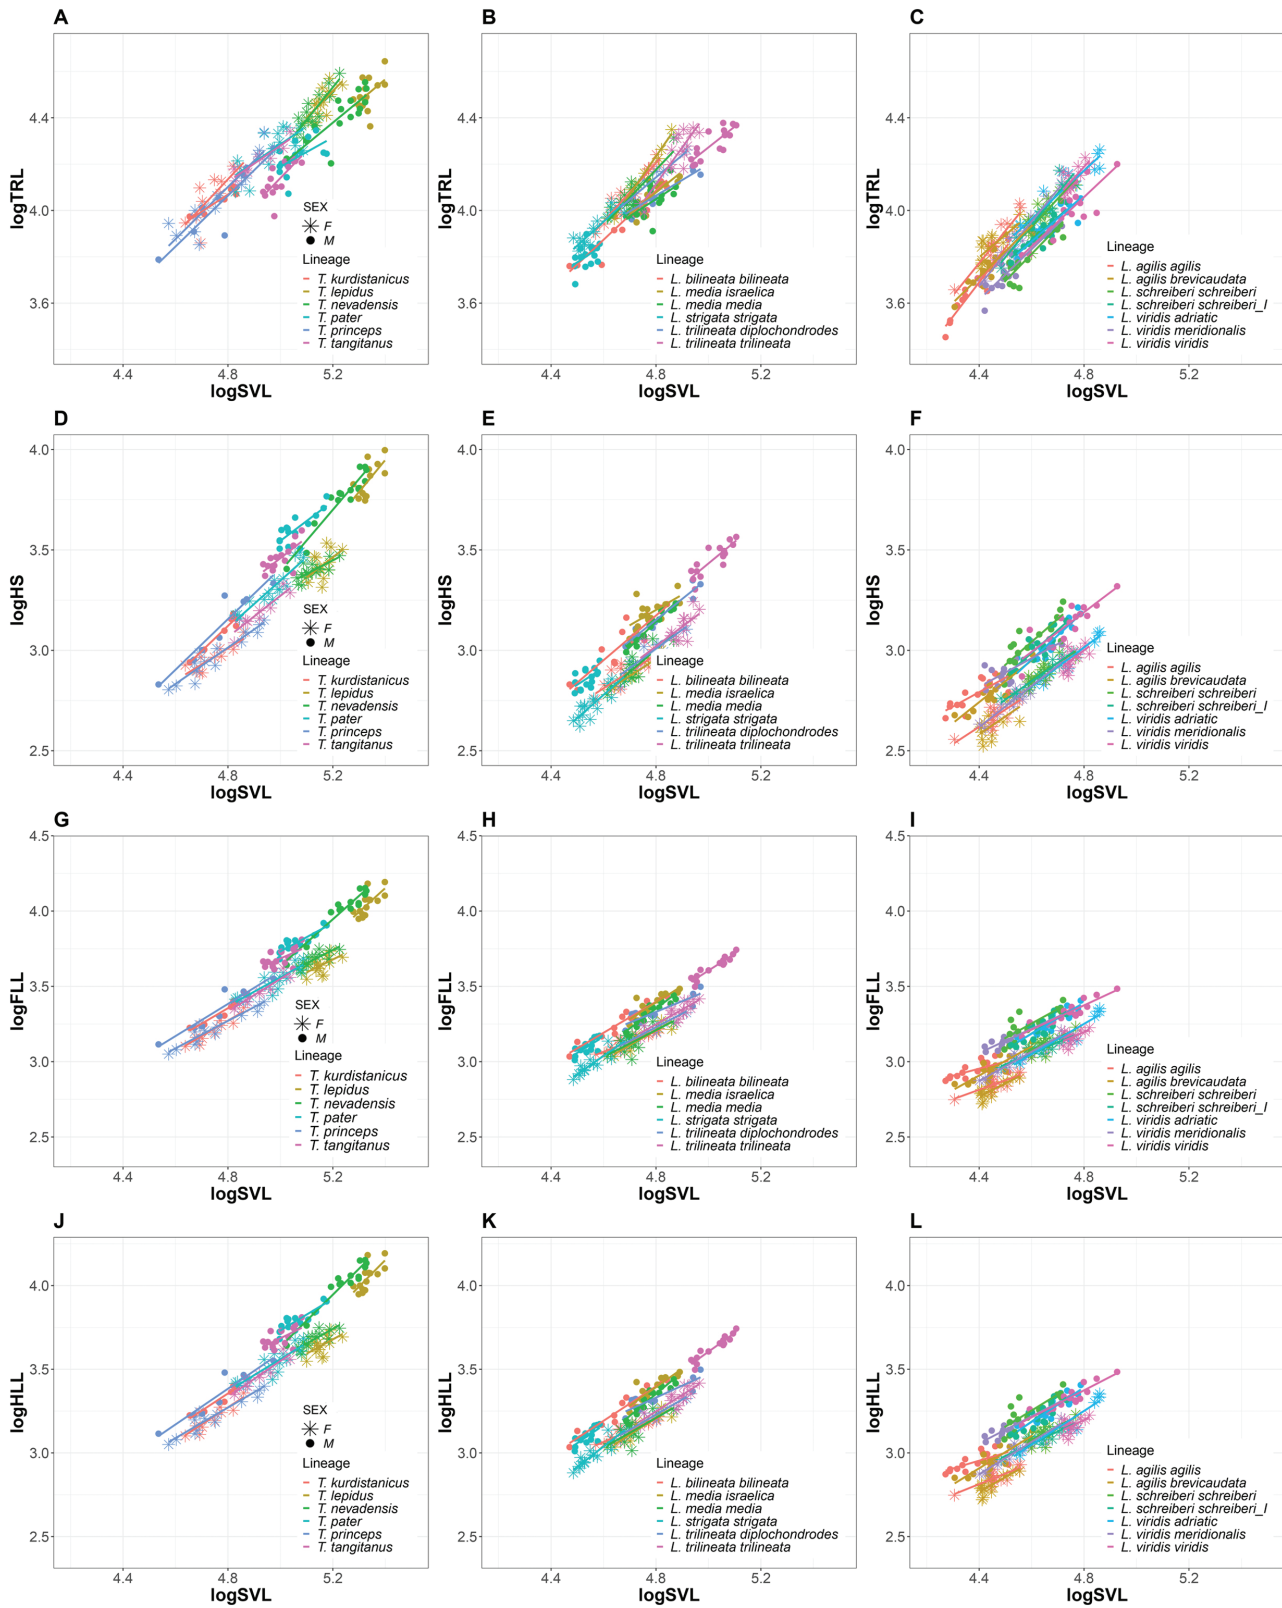 A
logTRL
4.4
4.0
3.6
4.4
4.8
5.2
logSVL
SEX
F
M
Lineage
T. kurdistanicus
T. lepidus
T. nevadensis
T. pater
T. princeps
T. tangitanus
B
logTRL
4.4
4.0
3.6
4.4
4.8
5.2
logSVL
Lineage
L. bilineata bilineata
L. media israelica
L. media media
L. strigata strigata
L. trilineata diplochondrodes
L. trilineata trilineata
C
logTRL
4.4
4.0
3.6
4.4
4.8
5.2
logSVL
Lineage
L. agilis agilis
L. agilis brevicaudata
L. schreiberi schreiberi
L. schreiberi schreiberi_I
L. viridis adriatic
L. viridis meridionalis
L. viridis viridis
D
logHS
4.0
3.5
3.0
2.5
4.4
4.8
5.2
logSVL
SEX
F
M
Lineage
T. kurdistanicus
T. lepidus
T. nevadensis
T. pater
T. princeps
T. tangitanus
E
logHS
4.0
3.5
3.0
2.5
4.4
4.8
5.2
logSVL
Lineage
L. bilineata bilineata
L. media israelica
L. media media
L. strigata strigata
L. trilineata diplochondrodes
L. trilineata trilineata
F
logHS
4.0
3.5
3.0
2.5
4.4
4.8
5.2
logSVL
Lineage
L. agilis agilis
L. agilis brevicaudata
L. schreiberi schreiberi
L. schreiberi schreiberi_I
L. viridis adriatic
L. viridis meridionalis
L. viridis viridis
G
logFLL
4.5
4.0
3.5
3.0
2.5
4.4
4.8
5.2
logSVL
SEX
F
M
Lineage
T. kurdistanicus
T. lepidus
T. nevadensis
T. pater
T. princeps
T. tangitanus
H
logFLL
4.5
4.0
3.5
3.0
2.5
4.4
4.8
5.2
logSVL
Lineage
L. bilineata bilineata
L. media israelica
L. media media
L. strigata strigata
L. trilineata diplochondrodes
L. trilineata trilineata
I
logFLL
4.5
4.0
3.5
3.0
2.5
4.4
4.8
5.2
logSVL
Lineage
L. agilis agilis
L. agilis brevicaudata
L. schreiberi schreiberi
L. schreiberi schreiberi_I
L. viridis adriatic
L. viridis meridionalis
L. viridis viridis
J
logHLL
4.0
3.5
3.0
2.5
4.4
4.8
5.2
logSVL
SEX
F
M
Lineage
T. kurdistanicus
T. lepidus
T. nevadensis
T. pater
T. princeps
T. tangitanus
K
logHLL
4.0
3.5
3.0
2.5
4.4
4.8
5.2
logSVL
Lineage
L. bilineata bilineata
L. media israelica
L. media media
L. strigata strigata
L. trilineata diplochondrodes
L. trilineata trilineata
L
logHLL
4.0
3.5
3.0
2.5
4.4
4.8
5.2
logSVL
Lineage
L. agilis agilis
L. agilis brevicaudata
L. schreiberi schreiberi
L. schreiberi schreiberi_I
L. viridis adriatic
L. viridis meridionalis
L. viridis viridis